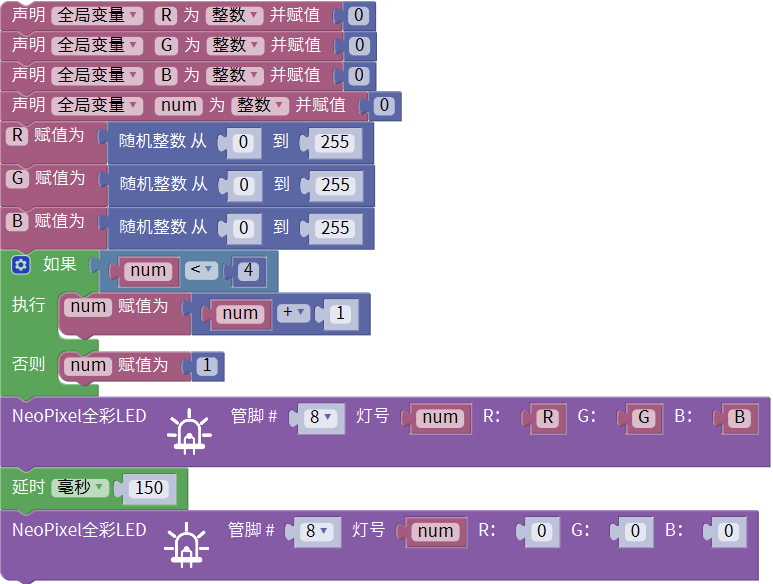 声明 全局变量 R 为 整数 并赋值 0
声明 全局变量 G 为 整数 并赋值 0
声明 全局变量 B 为 整数 并赋值 0
声明 全局变量 num 为 整数 并赋值 0
R 赋值为 随机整数 从 0 到 255
G 赋值为 随机整数 从 0 到 255
B 赋值为 随机整数 从 0 到 255
如果 num < 4
执行 num 赋值为 num + 1
否则 num 赋值为 1
NeoPixel全彩LED 管脚 # 8 灯号 num R: R G: G B: B
延时 毫秒 150
NeoPixel全彩LED 管脚 # 8 灯号 num R: 0 G: 0 B: 0